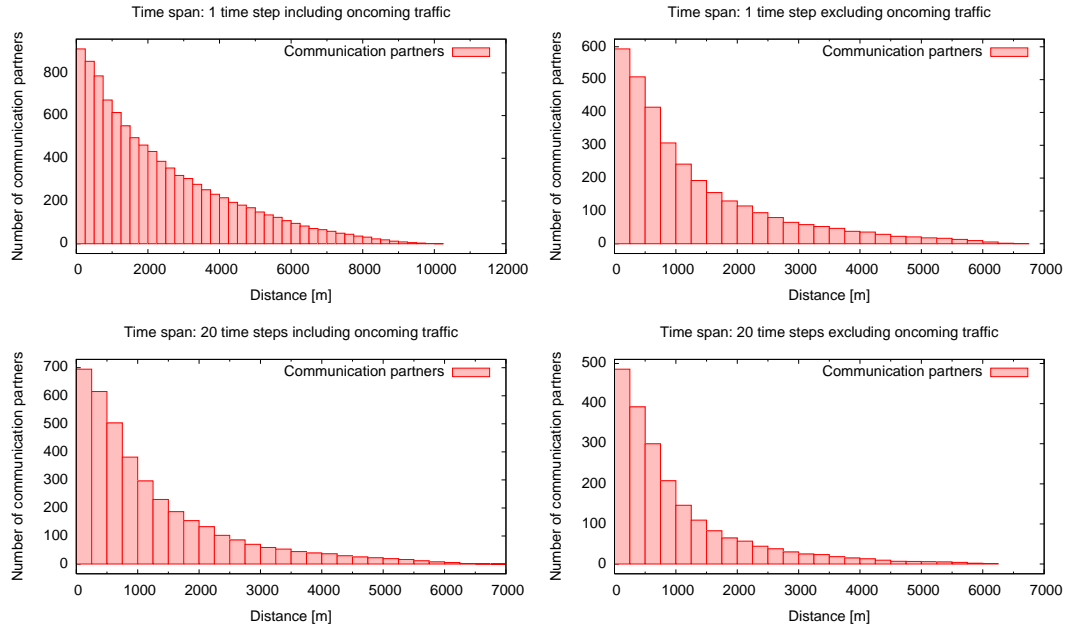 Time span: 1 time step including oncoming traffic
Number of communication partners
800
600
400
200
0
Communication partners
0 2000 4000 6000 8000 10000 12000
Distance [m]
Time span: 1 time step excluding oncoming traffic
Number of communication partners
600
500
400
300
200
100
0
Communication partners
0 1000 2000 3000 4000 5000 6000 7000
Distance [m]
Time span: 20 time steps including oncoming traffic
Number of communication partners
700
600
500
400
300
200
100
0
Communication partners
0 1000 2000 3000 4000 5000 6000 7000
Distance [m]
Time span: 20 time steps excluding oncoming traffic
Number of communication partners
500
400
300
200
100
0
Communication partners
0 1000 2000 3000 4000 5000 6000 7000
Distance [m]